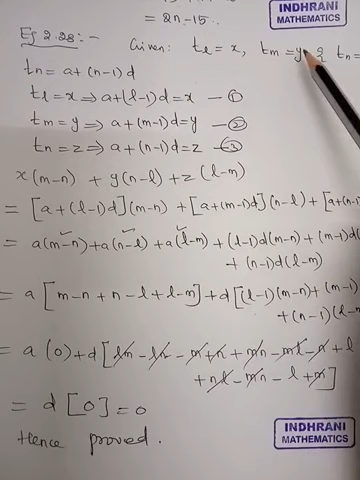 INDHRANI
MATHEMATICS
= 2n-15.
Eg 2.28:-
Given: tl = x, tm = y & tn =
tn = a+(n-1)d
tl = x ⇒ a+(l-1)d = x — ①
tm = y ⇒ a+(m-1)d = y — ②
tn = z ⇒ a+(n-1)d = z — ③
x(m-n) + y(n-l) + z(l-m)
= [a+(l-1)d](m-n) + [a+(m-1)d](n-l) + [a+(n-1
= a(m-n) + a(n-l) + a(l-m) + (l-1)d(m-n) + (m-1)d(
+ (n-1)d(l-m)
= a[m-n+n-l+l-m] + d[(l-1)(m-n) + (m-1)
+ (n-1)(l-
= a(0) + d[lm - ln - m + n + mn - ml - n + l
+ nl - mn - l + m]
= d[0] = 0
Hence proved.
INDHRANI
MATHEMATICS